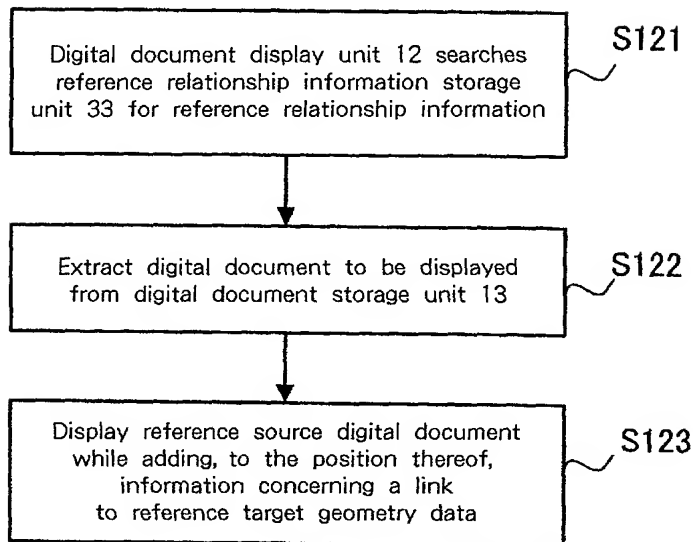 Digital document display unit 12 searches
reference relationship information storage
unit 33 for reference relationship information
S121
Extract digital document to be displayed
from digital document storage unit 13
S122
Display reference source digital document
while adding, to the position thereof,
information concerning a link
to reference target geometry data
S123